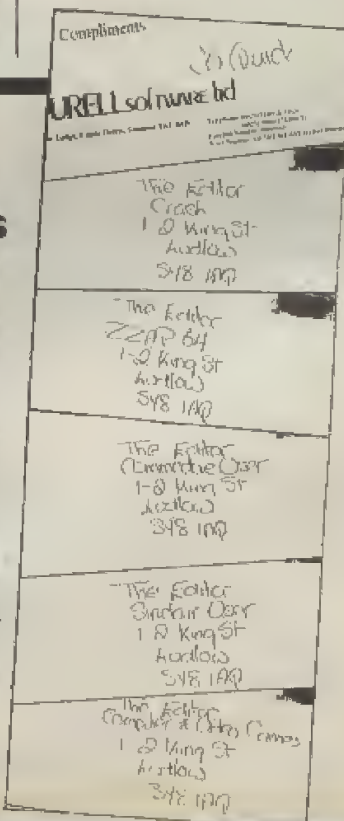 Compliments
URELL software ltd
The Editor
Crash
1-2 King St
Ludlow
SY8 1AQ
The Editor
ZZAP 64
1-2 King St
Ludlow
SY8 1AQ
The Editor
Commodore User
1-2 King St
Ludlow
SY8 1AQ
The Editor
Sinclair User
1 2 King St
Ludlow
SY8 1AQ
The Editor
Computer & Video Games
1 2 King St
Ludlow
SY8 1AQ